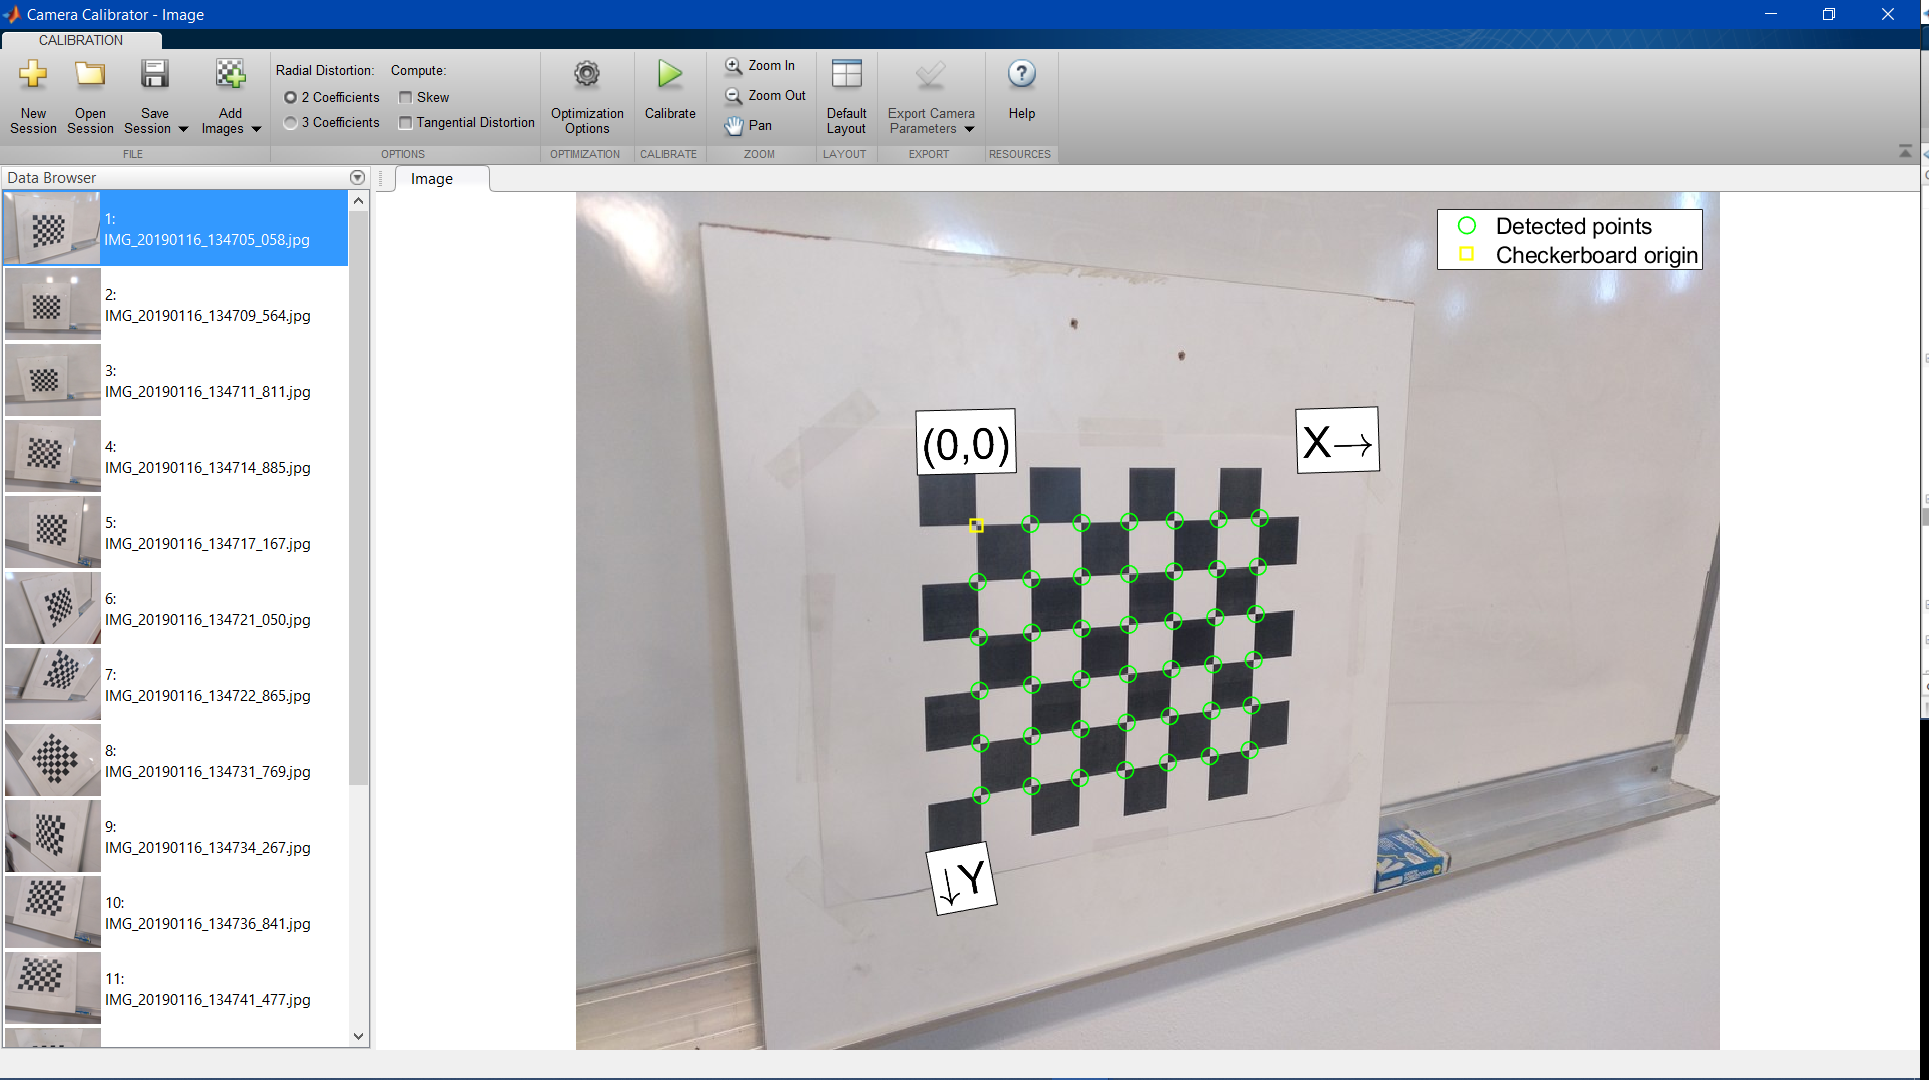 Camera Calibrator - Image
CALIBRATION
New Session
Open Session
Save Session
Add Images
FILE
Radial Distortion:
2 Coefficients
3 Coefficients
Compute:
Skew
Tangential Distortion
OPTIONS
Optimization Options
OPTIMIZATION
Calibrate
CALIBRATE
Zoom In
Zoom Out
Pan
ZOOM
Default Layout
LAYOUT
Export Camera Parameters
EXPORT
Help
RESOURCES
Data Browser
Image
1:
IMG_20190116_134705_058.jpg
2:
IMG_20190116_134709_564.jpg
3:
IMG_20190116_134711_811.jpg
4:
IMG_20190116_134714_885.jpg
5:
IMG_20190116_134717_167.jpg
6:
IMG_20190116_134721_050.jpg
7:
IMG_20190116_134722_865.jpg
8:
IMG_20190116_134731_769.jpg
9:
IMG_20190116_134734_267.jpg
10:
IMG_20190116_134736_841.jpg
11:
IMG_20190116_134741_477.jpg
Detected points
Checkerboard origin
(0,0)
X→
↓Y